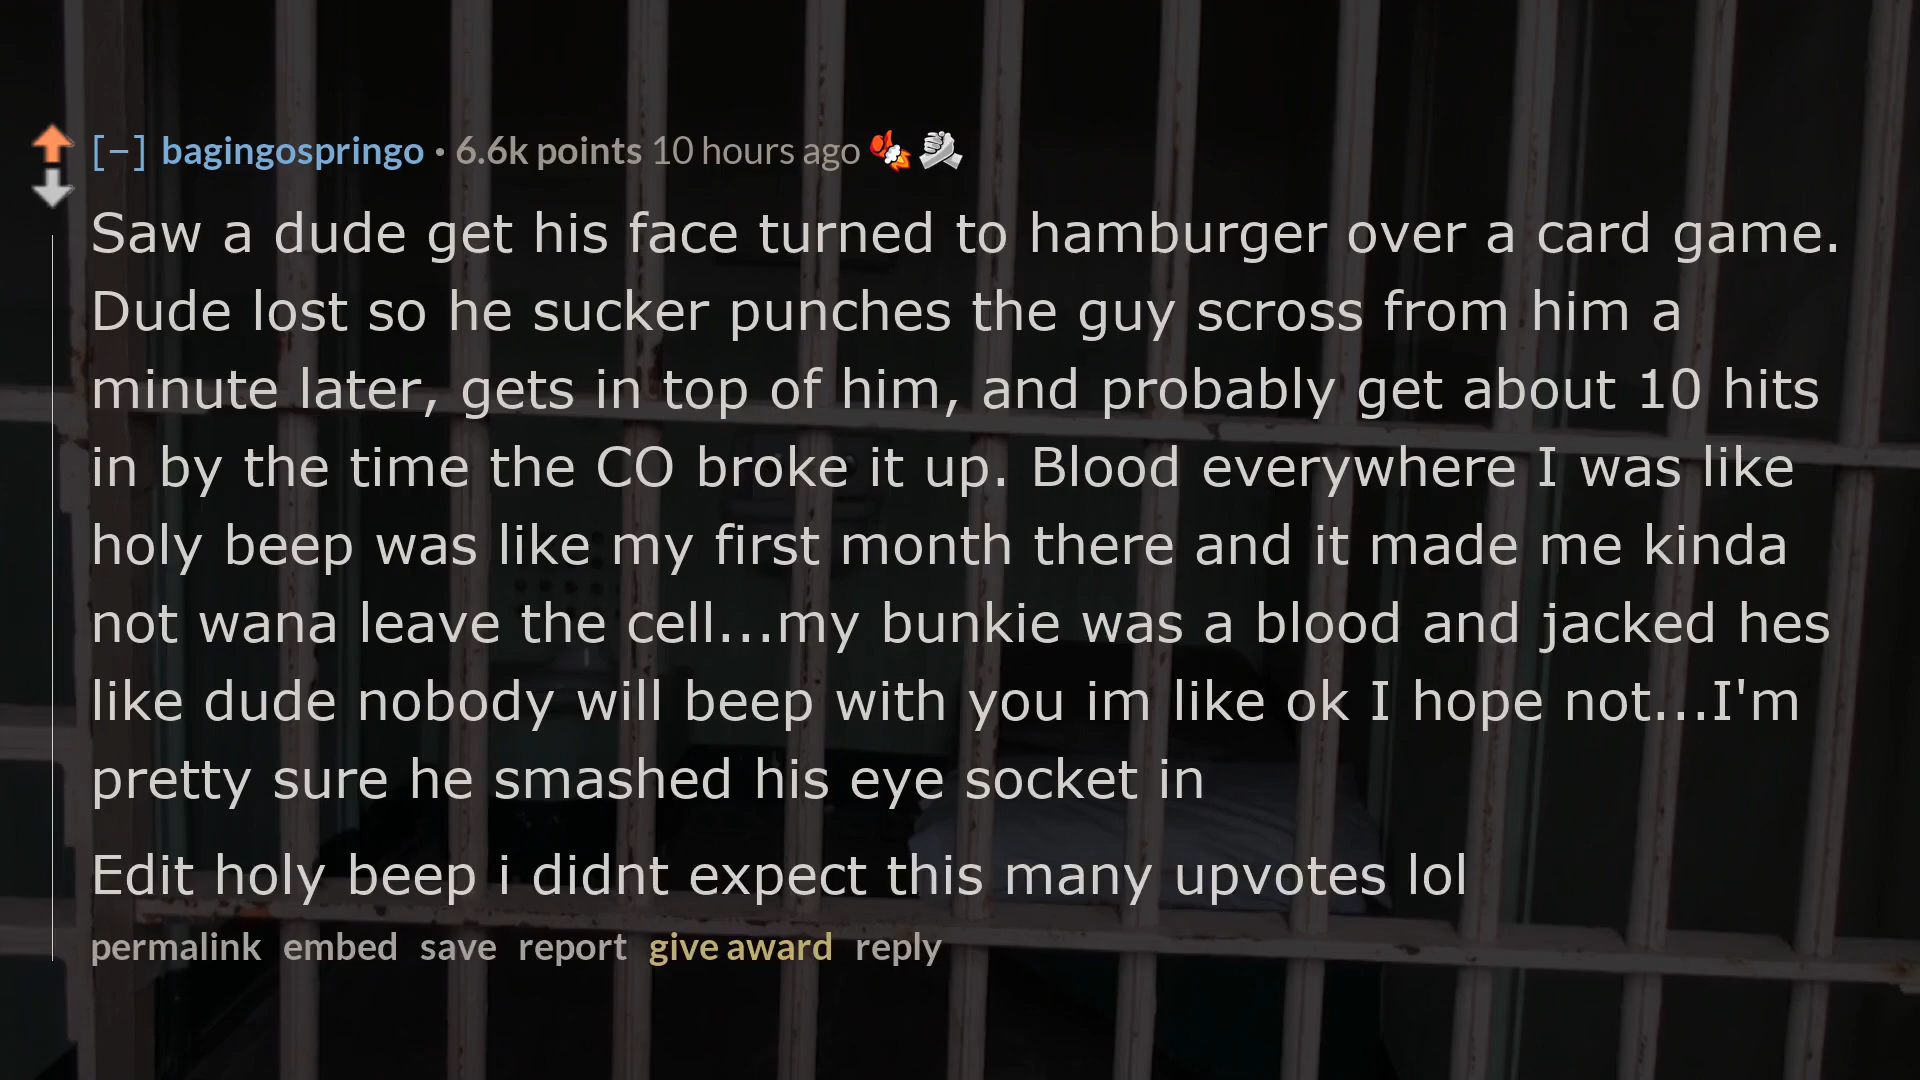 [–] bagingospringo • 6.6k points 10 hours ago
Saw a dude get his face turned to hamburger over a card game.
Dude lost so he sucker punches the guy scross from him a
minute later, gets in top of him, and probably get about 10 hits
in by the time the CO broke it up. Blood everywhere I was like
holy beep was like my first month there and it made me kinda
not wana leave the cell...my bunkie was a blood and jacked hes
like dude nobody will beep with you im like ok I hope not...I'm
pretty sure he smashed his eye socket in
Edit holy beep i didnt expect this many upvotes lol
permalink embed save report give award reply